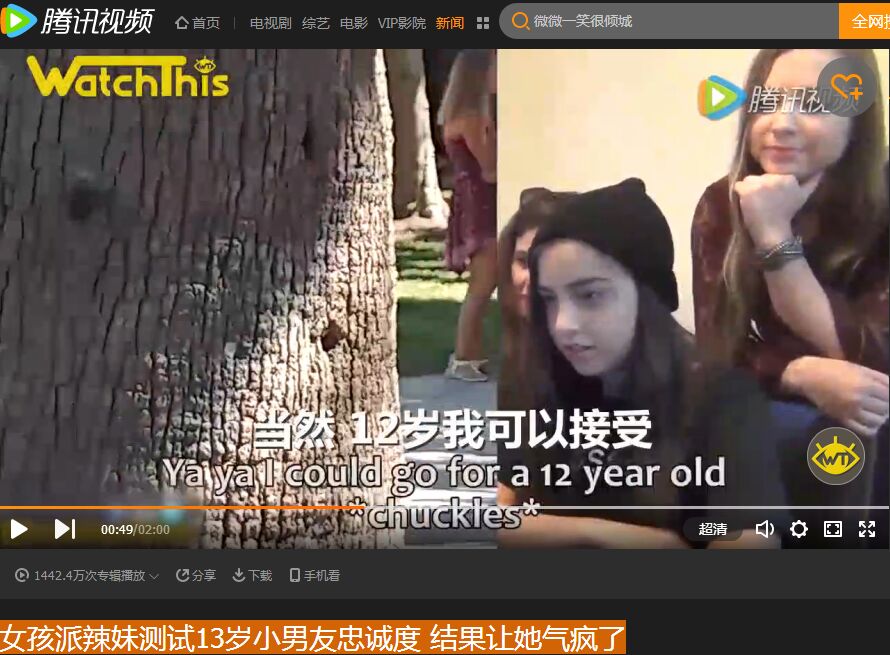 腾讯视频 首页 电视剧 综艺 电影 VIP影院 新闻 微微一笑很倾城 全网搜
WatchThis
腾讯视频
当然 12岁我可以接受
Ya ya I could go for a 12 year old
*chuckles*
WT
00:49/02:00 超清
1442.4万次专辑播放 分享 下载 手机看
女孩派辣妹测试13岁小男友忠诚度 结果让她气疯了